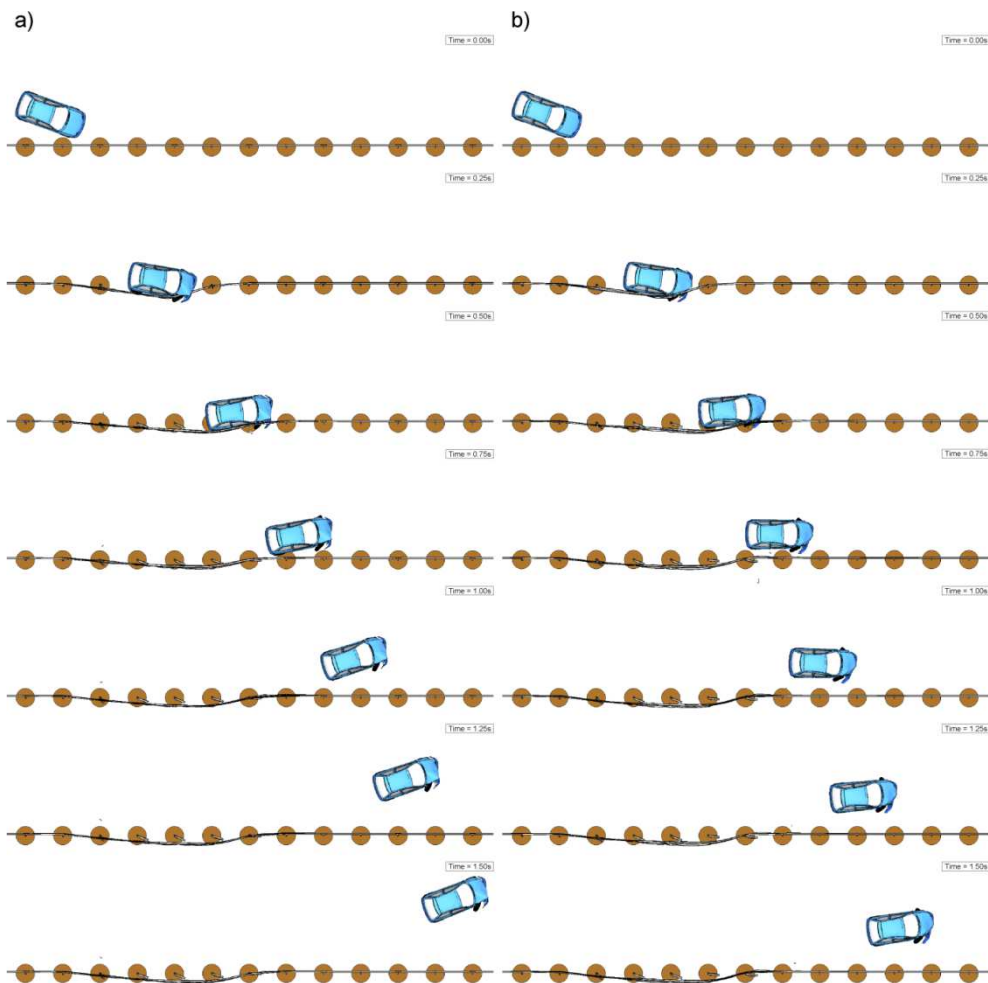 a)
b)
Time = 0.00s
Time = 0.00s
Time = 0.25s
Time = 0.25s
Time = 0.50s
Time = 0.50s
Time = 0.75s
Time = 0.75s
Time = 1.00s
Time = 1.00s
Time = 1.25s
Time = 1.25s
Time = 1.50s
Time = 1.50s